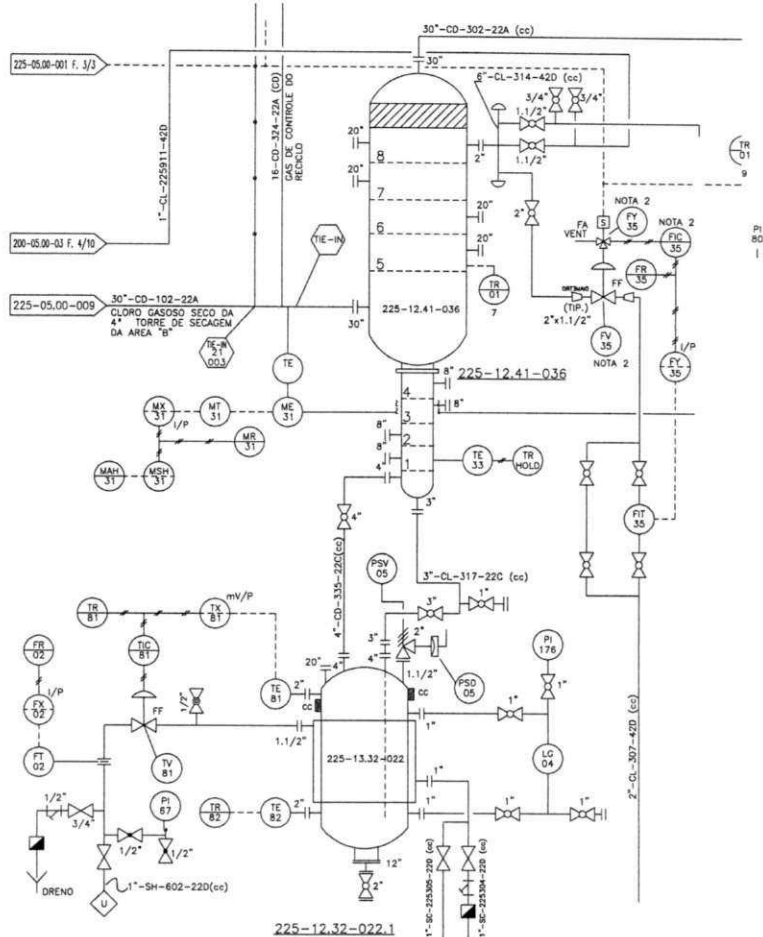 30"-CD-302-22A (cc)
225-05.00-001 F. 3/3
30"
6"-CL-314-42D (cc)
3/4"
3/4"
1.1/2"
1"-CL-225911-42D
16-CD-324-22A (CD)
GAS DE CONTROLE DO
RECICLO
20"
2"
1.1/2"
TR
01
9
8
20"
7
NOTA 2
2"
S
FY
35
NOTA 2
PI
80
I
200-05.00-03 F. 4/10
20"
FA
VENT
FIC
35
TIE-IN
6
20"
FR
35
5
TR
01
7
FF
225-05.00-009
30"-CD-102-22A
CLORO GASOSO SECO DA
4ª TORRE DE SECAGEM
DA AREA "B"
30"
225-12.41-036
(TIP.)
2"x1.1/2"
FV
35
NOTA 2
I/P
FY
35
TIE-IN
21
003
TE
8"
225-12.41-036
4
MX
31
MT
31
ME
31
8"
3
I/P
MR
31
8"
2
8"
MAH
31
MSH
31
4"
1
TE
33
TR
HOLD
3"
FIT
35
4"
4"-CD-335-22C(cc)
PSV
05
3"-CL-317-22C (cc)
mV/P
1"
TR
81
TX
81
3"
2"
3"
PI
176
FR
02
TIC
81
20"
4"
4"
1.1/2"
PSD
05
I/P
FX
02
1/2"
TE
81
2"
cc
cc
1"
1"
FF
1.1/2"
1"
FT
02
TV
81
225-13.32-022
LG
04
2"-CL-307-42D (cc)
1/2"
PI
67
1"
3/4"
TR
82
TE
82
2"
1"
1"
1"
1/2"
1/2"
12"
DRENO
1"-SH-602-22D(cc)
U
2"
1"-SC-225305-22D (cc)
1"-SC-225304-22D (cc)
225-12.32-022.1